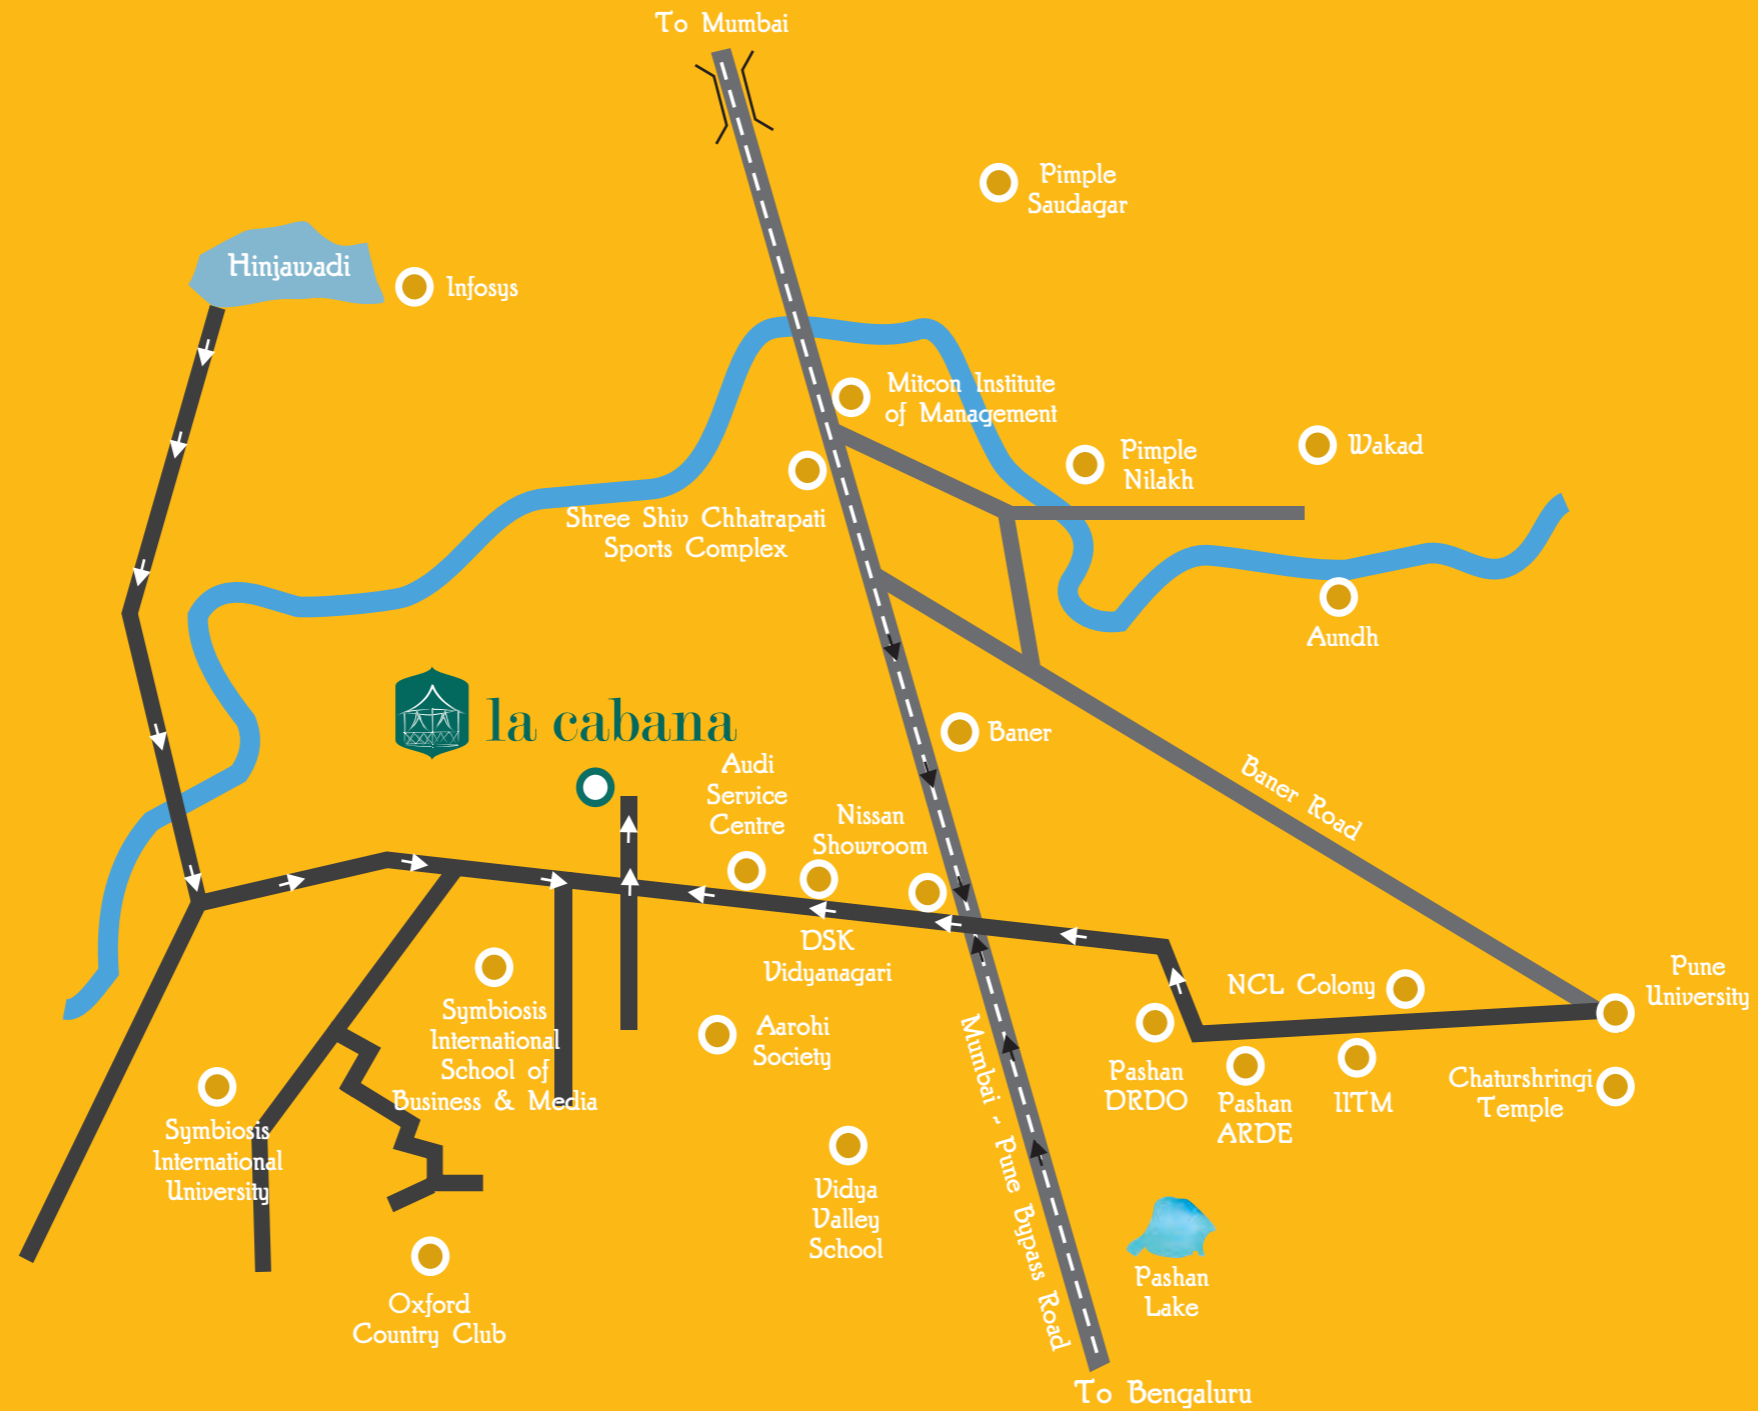 To Mumbai
Pimple
Saudagar
Hinjawadi
Infosys
Mitcon Institute
of Management
Pimple
Nilakh
Wakad
Shree Shiv Chhatrapati
Sports Complex
Aundh
la cabana
Baner
Audi
Service
Centre
Nissan
Showroom
Baner Road
DSK
Vidyanagari
NCL Colony
Pune
University
Symbiosis
International
School of
Business & Media
Aarohi
Society
Mumbai - Pune Bypass Road
Pashan
DRDO
Pashan
ARDE
IITM
Chaturshringi
Temple
Symbiosis
International
University
Vidya
Valley
School
Pashan
Lake
Oxford
Country Club
To Bengaluru